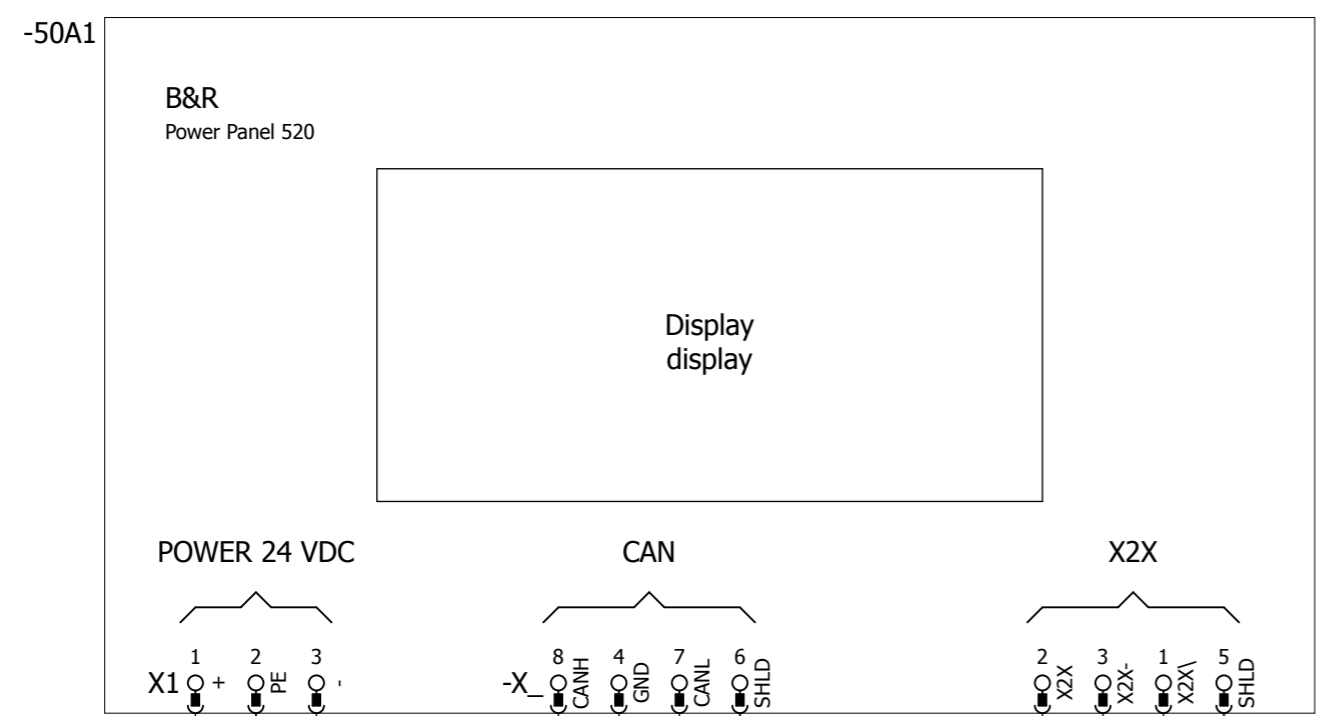 -50A1
B&R
Power Panel 520
Display
display
POWER 24 VDC
CAN
X2X
1 2 3
X1 + PE -
8 4 7 6
-X_ CANH GND CANL SHLD
2 3 1 5
X2X X2X- X2X\ SHLD